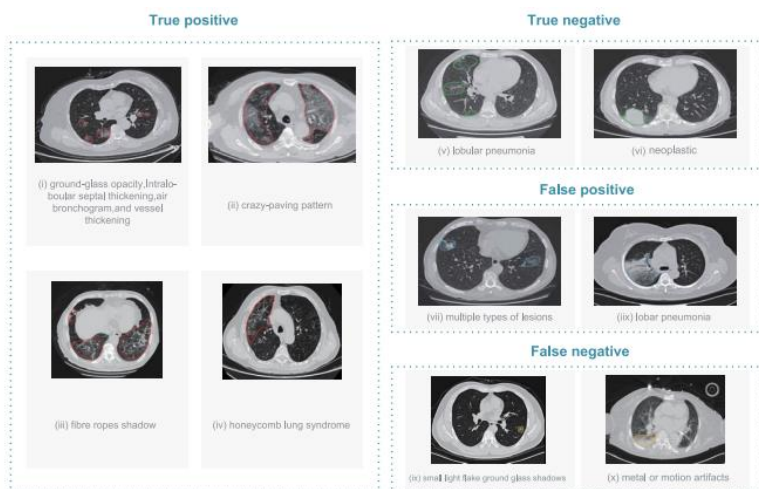 True positive
(i) ground-glass opacity,Intralo-
boular septal thickening,air
bronchogram,and vessel
thickening
(ii) crazy-paving pattern
(iii) fibre ropes shadow
(iv) honeycomb lung syndrome
True negative
(v) lobular pneumonia
(vi) neoplastic
False positive
(vii) multiple types of lesions
(iix) lobar pneumonia
False negative
(ix) small light flake ground glass shadows
(x) metal or motion artifacts